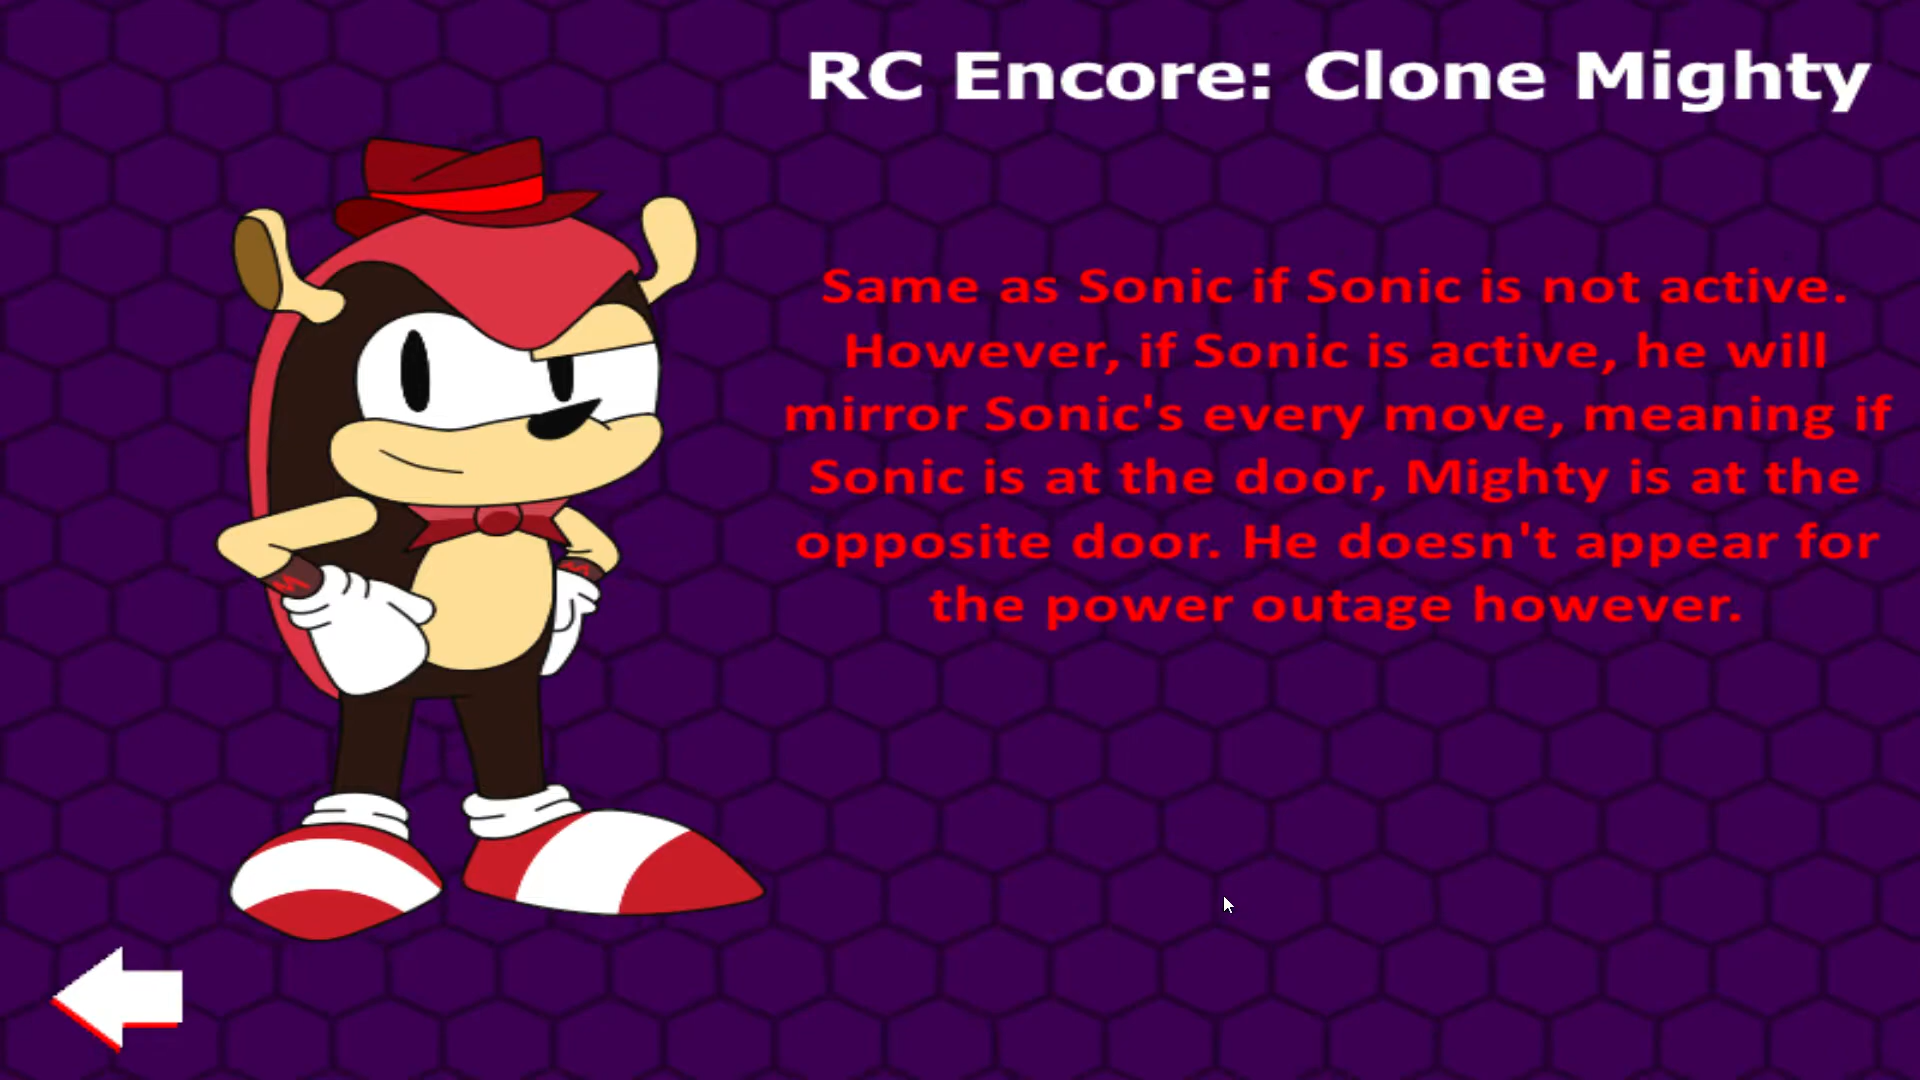 RC Encore: Clone Mighty
Same as Sonic if Sonic is not active.
However, if Sonic is active, he will
mirror Sonic's every move, meaning if
Sonic is at the door, Mighty is at the
opposite door. He doesn't appear for
the power outage however.